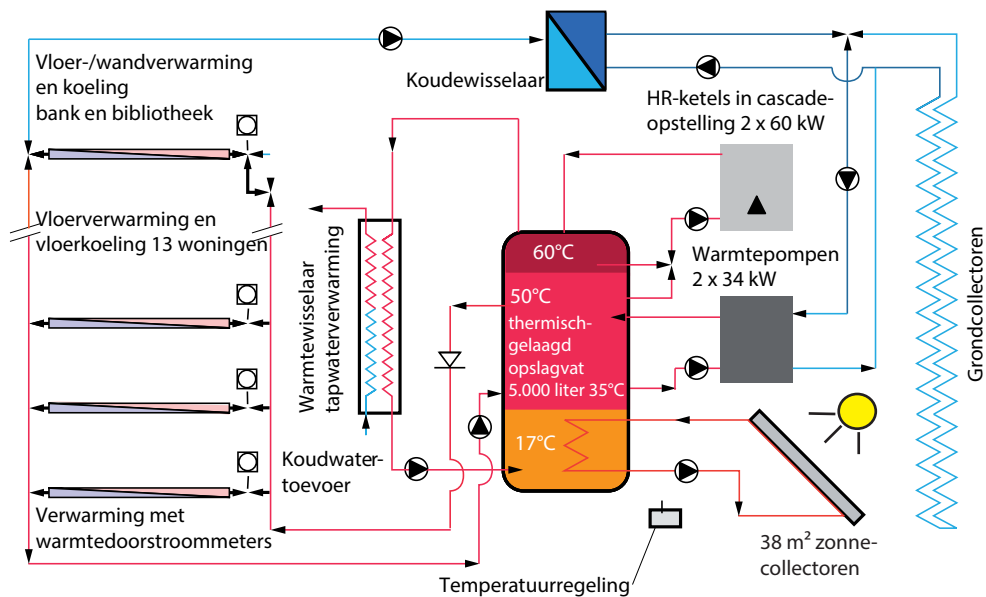 Vloer-/wandverwarming
en koeling
bank en bibliotheek
Koudewisselaar
HR-ketels in cascade-
opstelling 2 x 60 kW
Vloerverwarming en
vloerkoeling 13 woningen
Warmtewisselaar
tapwaterverwarming
60°C
50°C
thermisch-
gelaagd
opslagvat
5.000 liter 35°C
17°C
Warmtepompen
2 x 34 kW
Grondcollectoren
Koudwater-
toevoer
Verwarming met
warmtedoorstroommeters
Temperatuurregeling
38 m² zonne-
collectoren